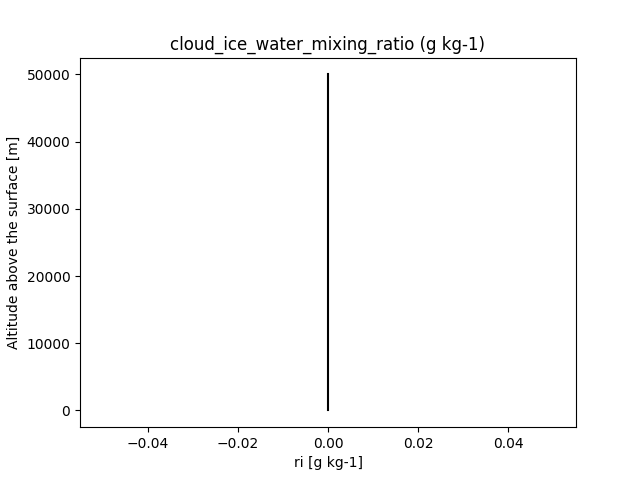 cloud_ice_water_mixing_ratio (g kg-1)
50000
40000
30000
20000
10000
0
Altitude above the surface [m]
−0.04 −0.02 0.00 0.02 0.04
ri [g kg-1]